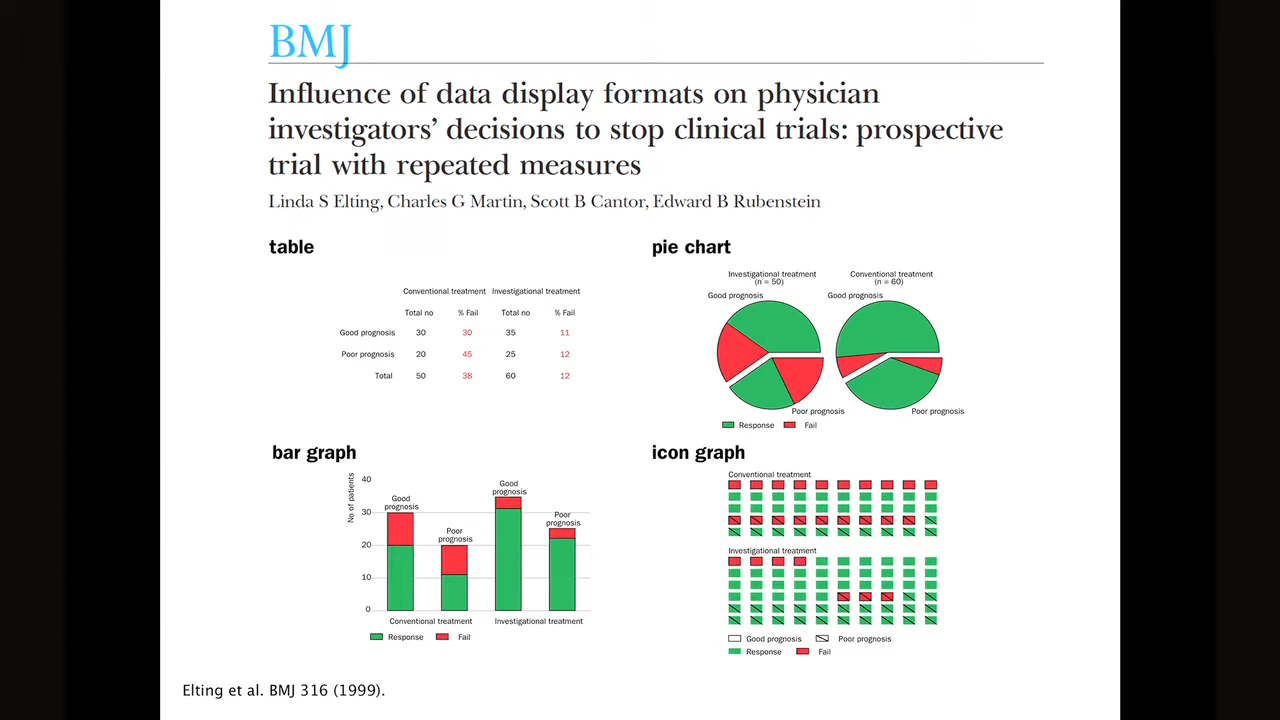 BMJ
Influence of data display formats on physician
investigators’ decisions to stop clinical trials: prospective
trial with repeated measures
Linda S Elting, Charles G Martin, Scott B Cantor, Edward B Rubenstein
table
Conventional treatment Investigational treatment
Total no % Fail Total no % Fail
Good prognosis 30 30 35 11
Poor prognosis 20 45 25 12
Total 50 38 60 12
pie chart
Investigational treatment
(n = 50)
Conventional treatment
(n = 60)
Good prognosis
Good prognosis
Poor prognosis
Poor prognosis
Response Fail
bar graph
No of patients
40
30
20
10
0
Good
prognosis
Poor
prognosis
Good
prognosis
Poor
prognosis
Conventional treatment Investigational treatment
Response Fail
icon graph
Conventional treatment
Investigational treatment
Good prognosis Poor prognosis
Response Fail
Elting et al. BMJ 316 (1999).